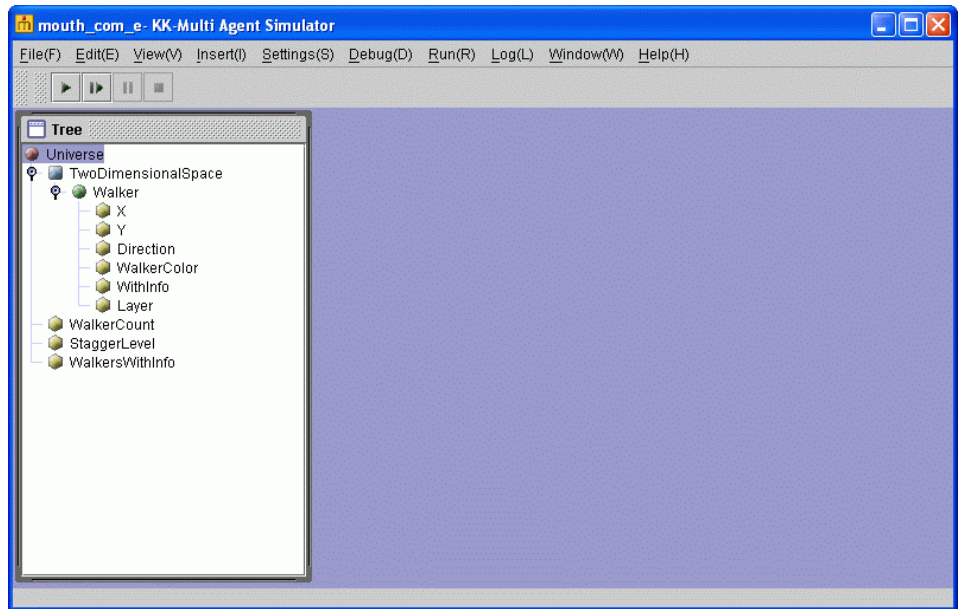 mouth_com_e- KK-Multi Agent Simulator
File(F) Edit(E) View(V) Insert(I) Settings(S) Debug(D) Run(R) Log(L) Window(W) Help(H)
Tree
Universe
TwoDimensionalSpace
Walker
X
Y
Direction
WalkerColor
WithInfo
Layer
WalkerCount
StaggerLevel
WalkersWithInfo